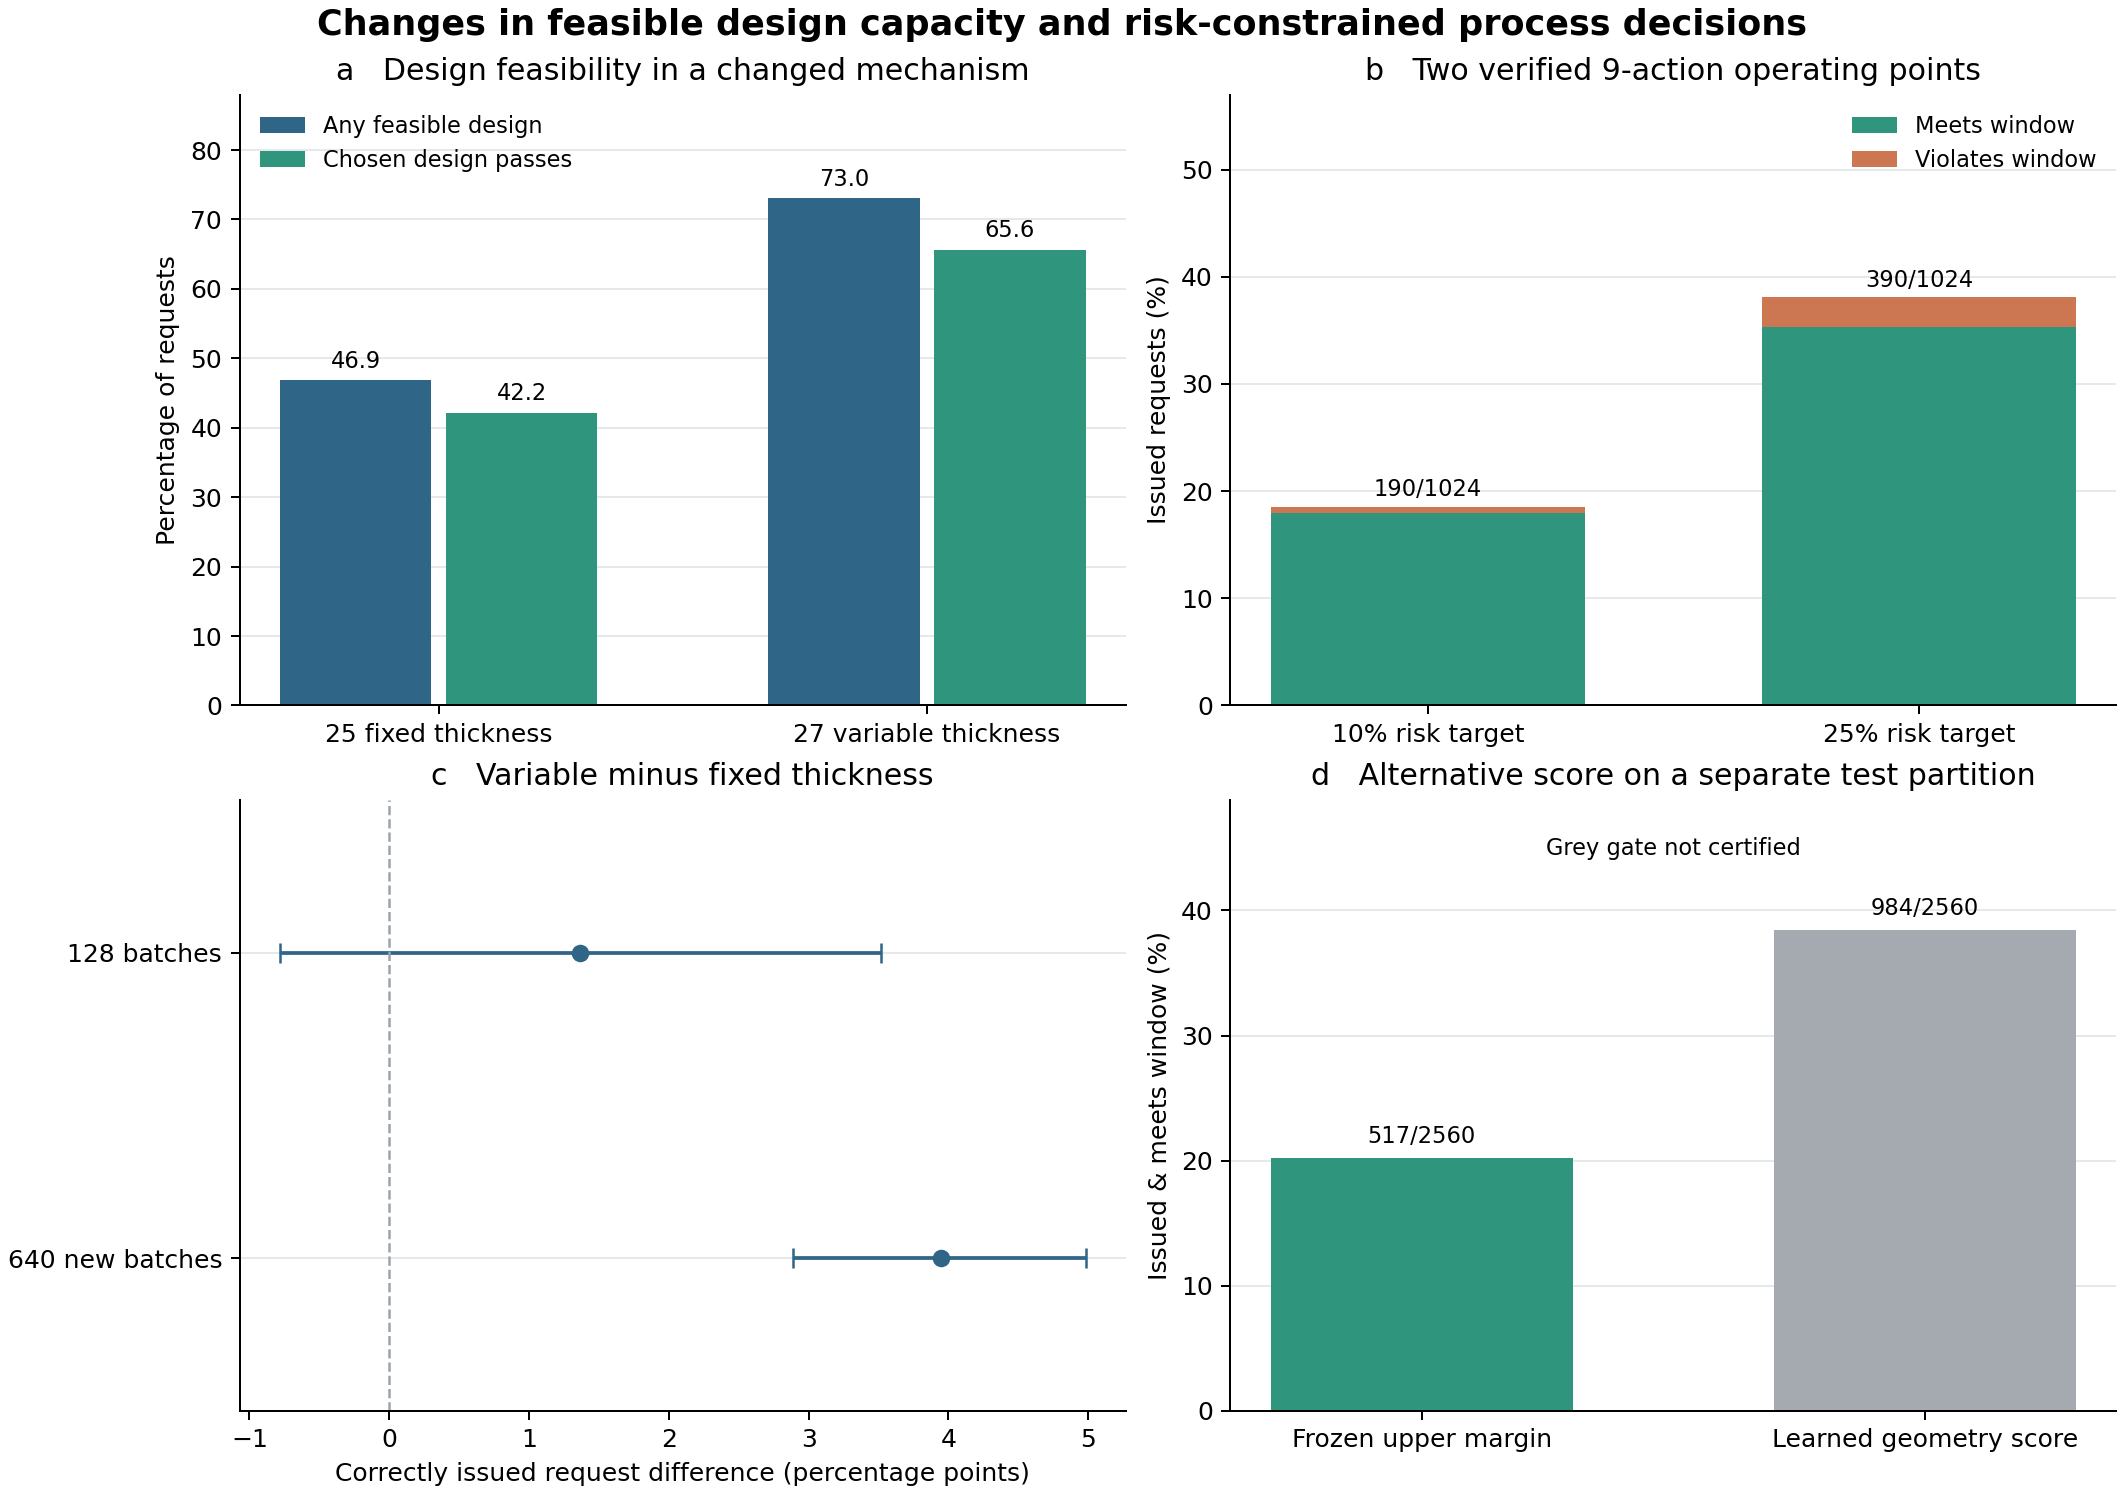 Changes in feasible design capacity and risk-constrained process decisions
a Design feasibility in a changed mechanism
Any feasible design
Chosen design passes
Percentage of requests
80
70
60
50
40
30
20
10
0
46.9
42.2
73.0
65.6
25 fixed thickness
27 variable thickness
b Two verified 9-action operating points
Meets window
Violates window
Issued requests (%)
50
40
30
20
10
0
190/1024
390/1024
10% risk target
25% risk target
c Variable minus fixed thickness
128 batches
640 new batches
−1
0
1
2
3
4
5
Correctly issued request difference (percentage points)
d Alternative score on a separate test partition
Grey gate not certified
Issued & meets window (%)
40
30
20
10
0
517/2560
984/2560
Frozen upper margin
Learned geometry score